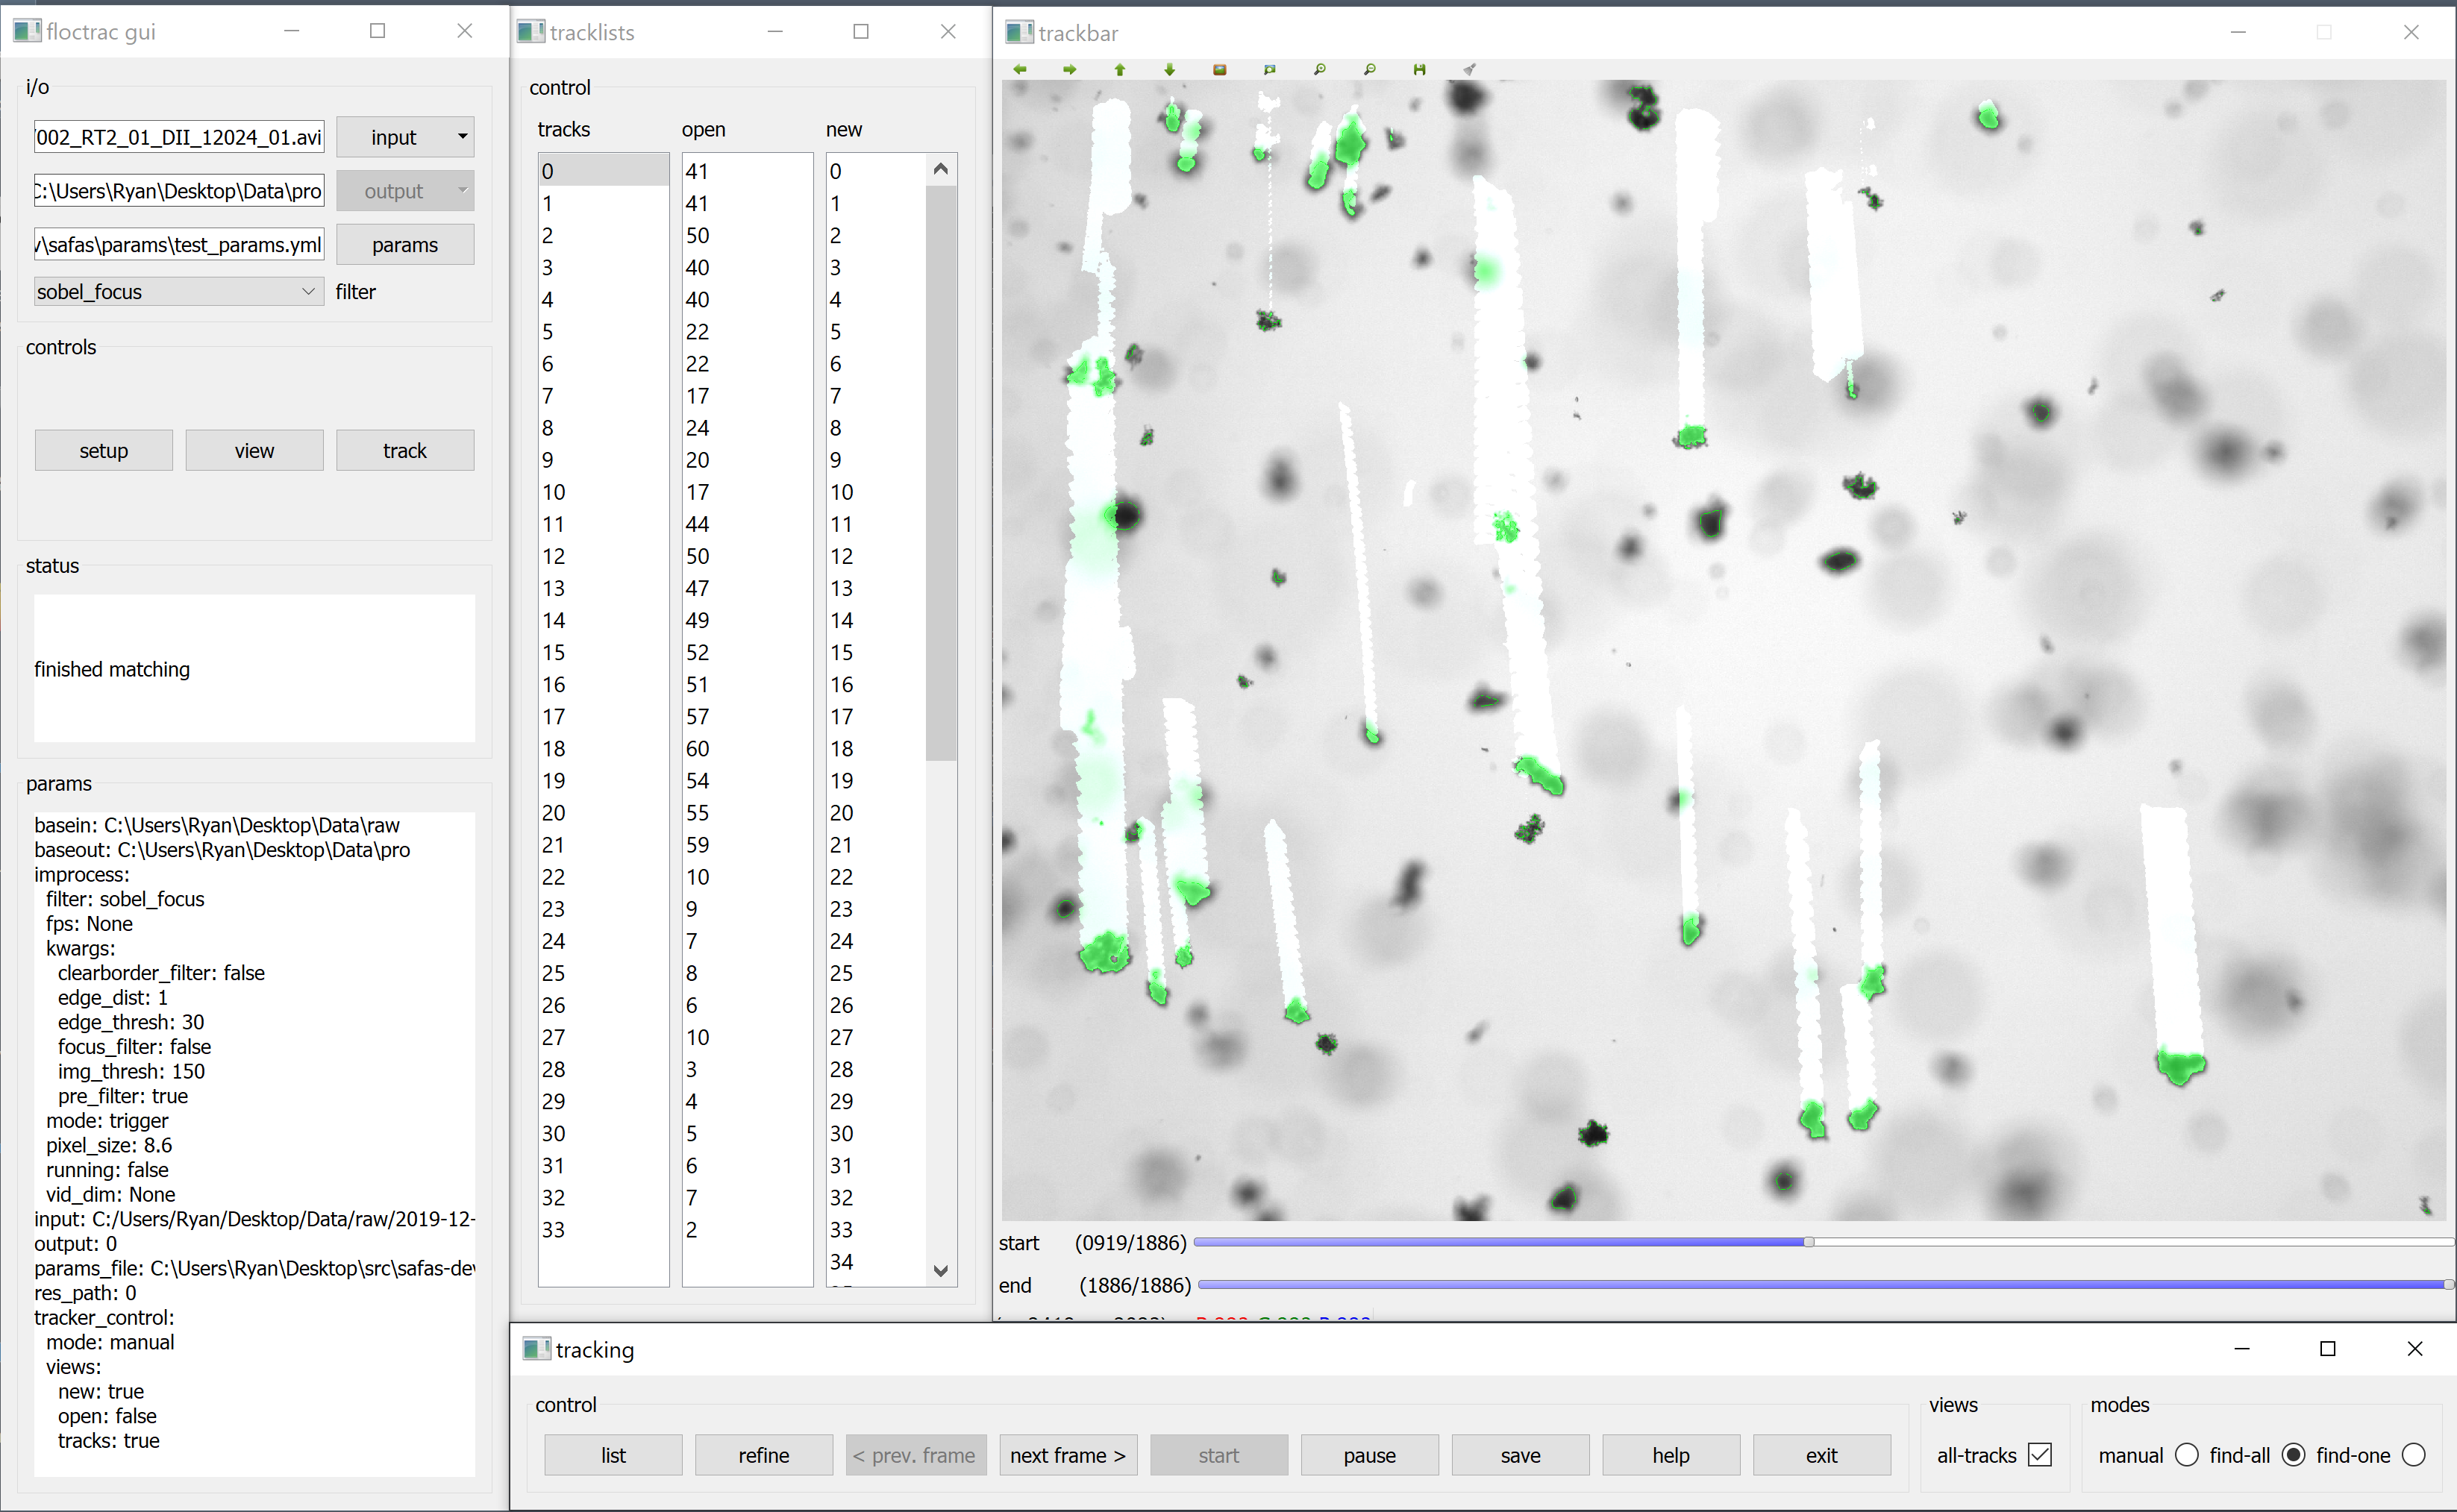 floctrac gui
i/o
'002_RT2_01_DII_12024_01.avi
input
C:\Users\Ryan\Desktop\Data\pro
output
\safas\params\test_params.yml
params
sobel_focus
filter
controls
setup
view
track
status
finished matching
params
basein: C:\Users\Ryan\Desktop\Data\raw
baseout: C:\Users\Ryan\Desktop\Data\pro
improcess:
filter: sobel_focus
fps: None
kwargs:
clearborder_filter: false
edge_dist: 1
edge_thresh: 30
focus_filter: false
img_thresh: 150
pre_filter: true
mode: trigger
pixel_size: 8.6
running: false
vid_dim: None
input: C:/Users/Ryan/Desktop/Data/raw/2019-12-
output: 0
params_file: C:\Users\Ryan\Desktop\src\safas-dev
res_path: 0
tracker_control:
mode: manual
views:
new: true
open: false
tracks: true
tracklists
control
tracks open new
0 41 0
1 41 1
2 50 2
3 40 3
4 40 4
5 22 5
6 22 6
7 17 7
8 24 8
9 20 9
10 17 10
11 44 11
12 50 12
13 47 13
14 49 14
15 52 15
16 51 16
17 57 17
18 60 18
19 54 19
20 55 20
21 59 21
22 10 22
23 9 23
24 7 24
25 8 25
26 6 26
27 10 27
28 3 28
29 4 29
30 5 30
31 6 31
32 7 32
33 2 33
34
trackbar
start (0919/1886)
end (1886/1886)
tracking
control
list
refine
< prev. frame
next frame >
start
pause
save
help
exit
views
all-tracks
modes
manual
find-all
find-one